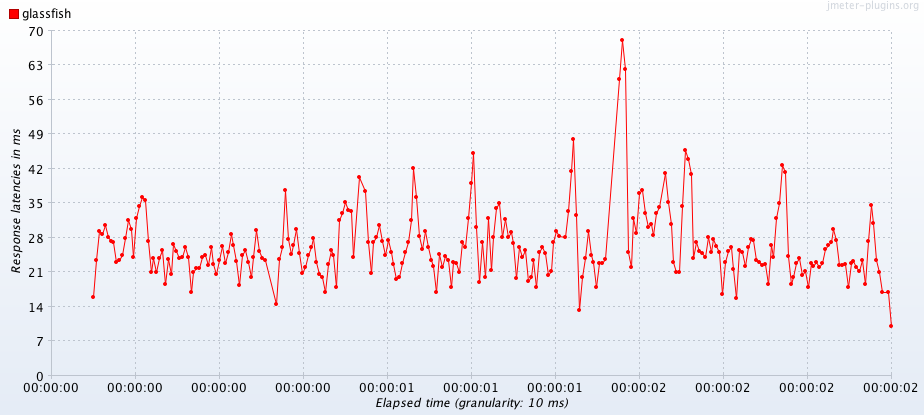 jmeter-plugins.org
glassfish
70
63
56
49
42
35
28
21
14
7
0
Response latencies in ms
00:00:00 00:00:00 00:00:00 00:00:00 00:00:01 00:00:01 00:00:01 00:00:02 00:00:02 00:00:02 00:00:02
Elapsed time (granularity: 10 ms)